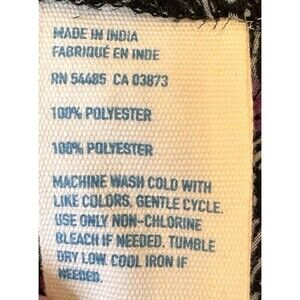 MADE IN INDIA
FABRIQUÉ EN INDE
RN 54485 CA 03873
100% POLYESTER
100% POLYESTER
MACHINE WASH COLD WITH
LIKE COLORS, GENTLE CYCLE.
USE ONLY NON-CHLORINE
BLEACH IF NEEDED. TUMBLE
DRY LOW. COOL IRON IF
NEEDED.